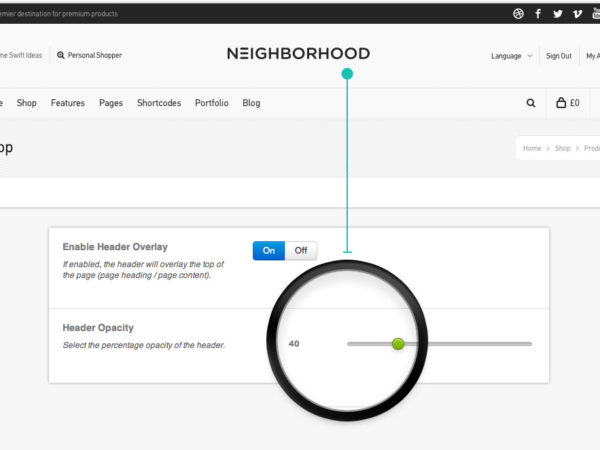 emier destination for premium products
me Swift Ideas Personal Shopper
NEIGHBORHOOD
Language Sign Out My A
e Shop Features Pages Shortcodes Portfolio Blog
£0
op
Home > Shop > Produ
Enable Header Overlay
On Off
If enabled, the header will overlay the top of
the page (page heading / page content).
Header Opacity
40
Select the percentage opacity of the header.